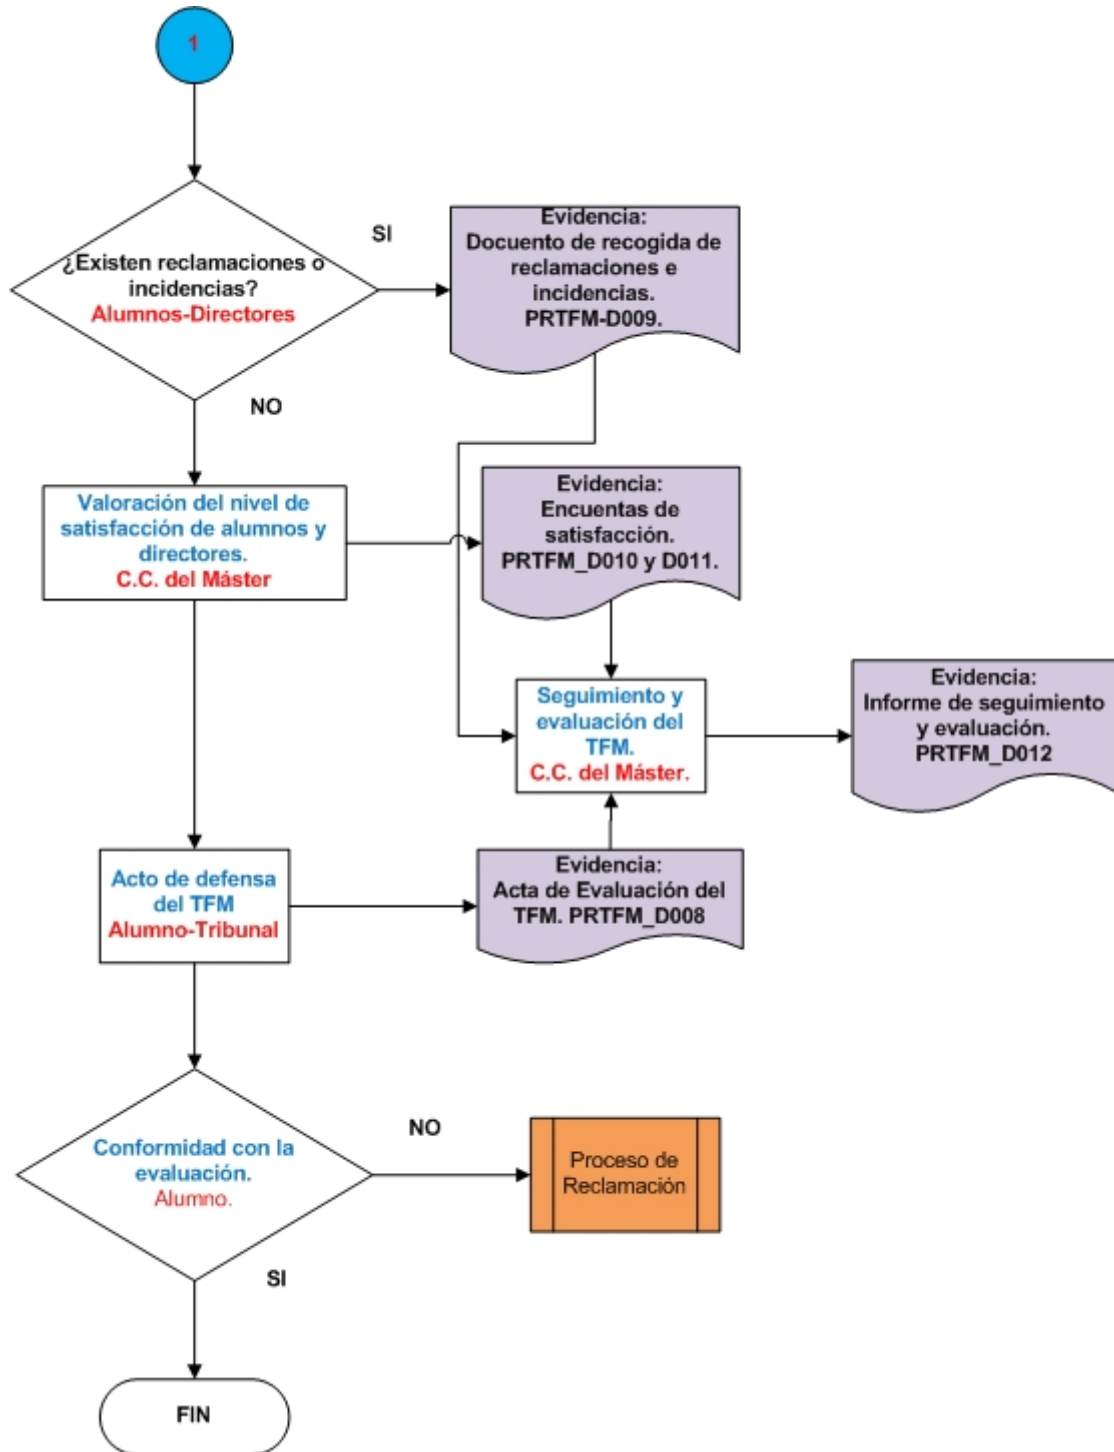 1
¿Existen reclamaciones o
incidencias?
Alumnos-Directores
SI
Evidencia:
Docuento de recogida de
reclamaciones e
incidencias.
PRTFM-D009.
NO
Valoración del nivel de
satisfacción de alumnos y
directores.
C.C. del Máster
Evidencia:
Encuentas de
satisfacción.
PRTFM_D010 y D011.
Seguimiento y
evaluación del
TFM.
C.C. del Máster.
Evidencia:
Informe de seguimiento
y evaluación.
PRTFM_D012
Acto de defensa
del TFM
Alumno-Tribunal
Evidencia:
Acta de Evaluación del
TFM. PRTFM_D008
Conformidad con la
evaluación.
Alumno.
NO
Proceso de
Reclamación
SI
FIN